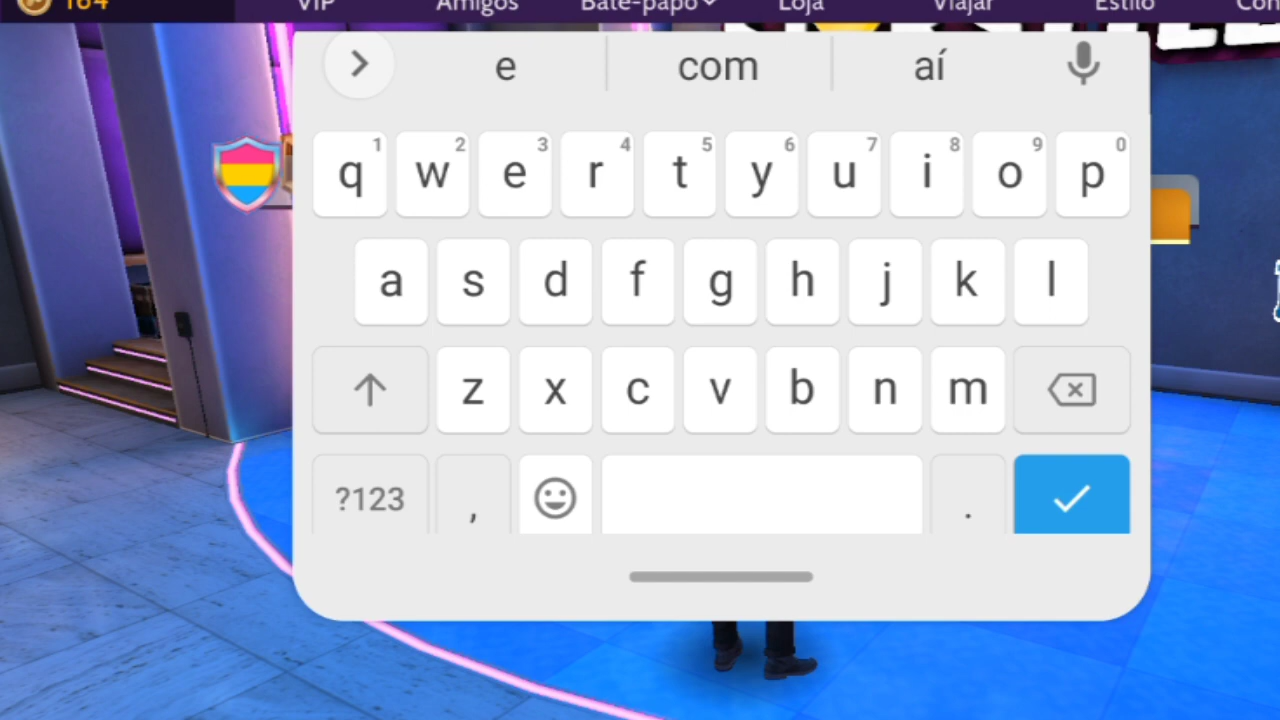 164 VIP Amigos Bate-papo Loja Viajar Estilo
e com aí
q 1 w 2 e 3 r 4 t 5 y 6 u 7 i 8 o 9 p 0
a s d f g h j k l
z x c v b n m
?123 , .